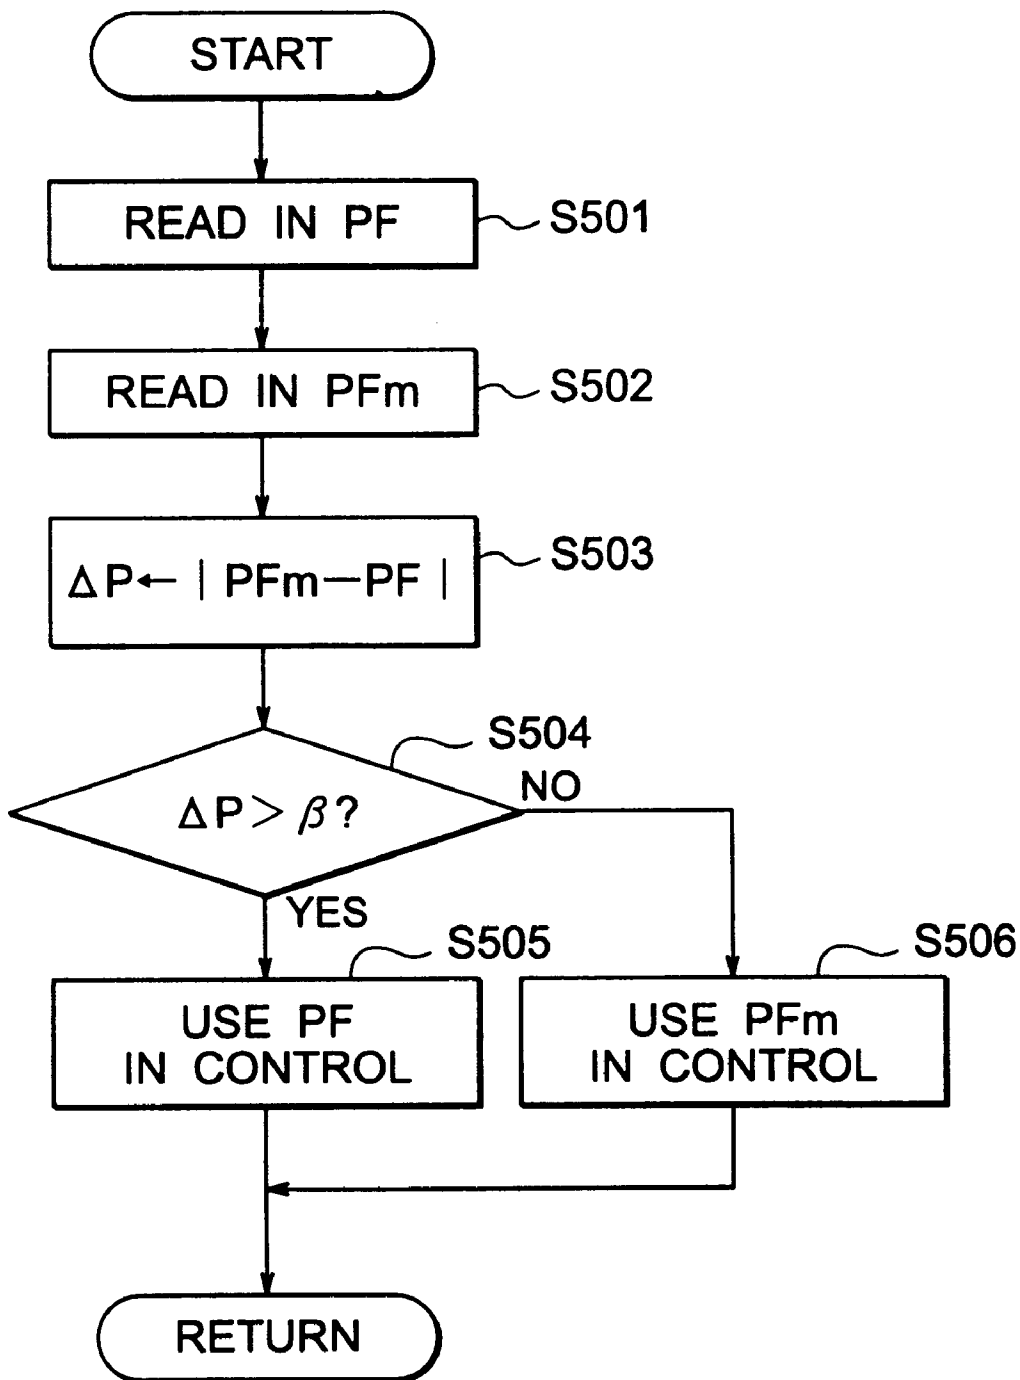 START
READ IN PF
S501
READ IN PFm
S502
ΔP← | PFm—PF |
S503
S504
ΔP > β?
NO
YES
S505
S506
USE PF
IN CONTROL
USE PFm
IN CONTROL
RETURN